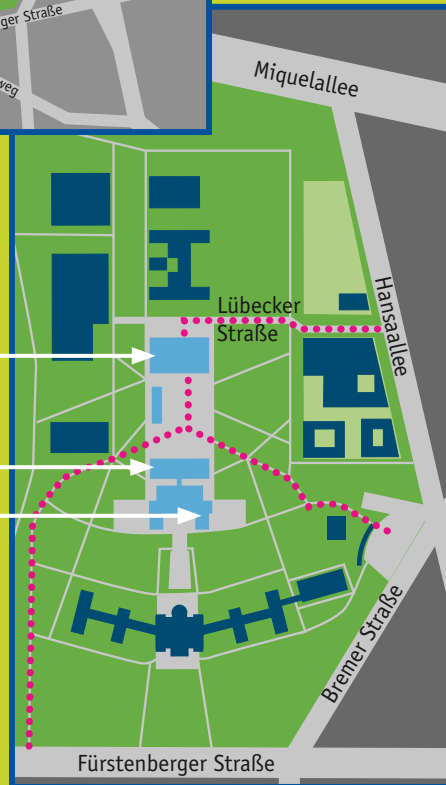 ger Straße
weg
Miquelallee
Hansaallee
Lübecker
Straße
Bremer Straße
Fürstenberger Straße